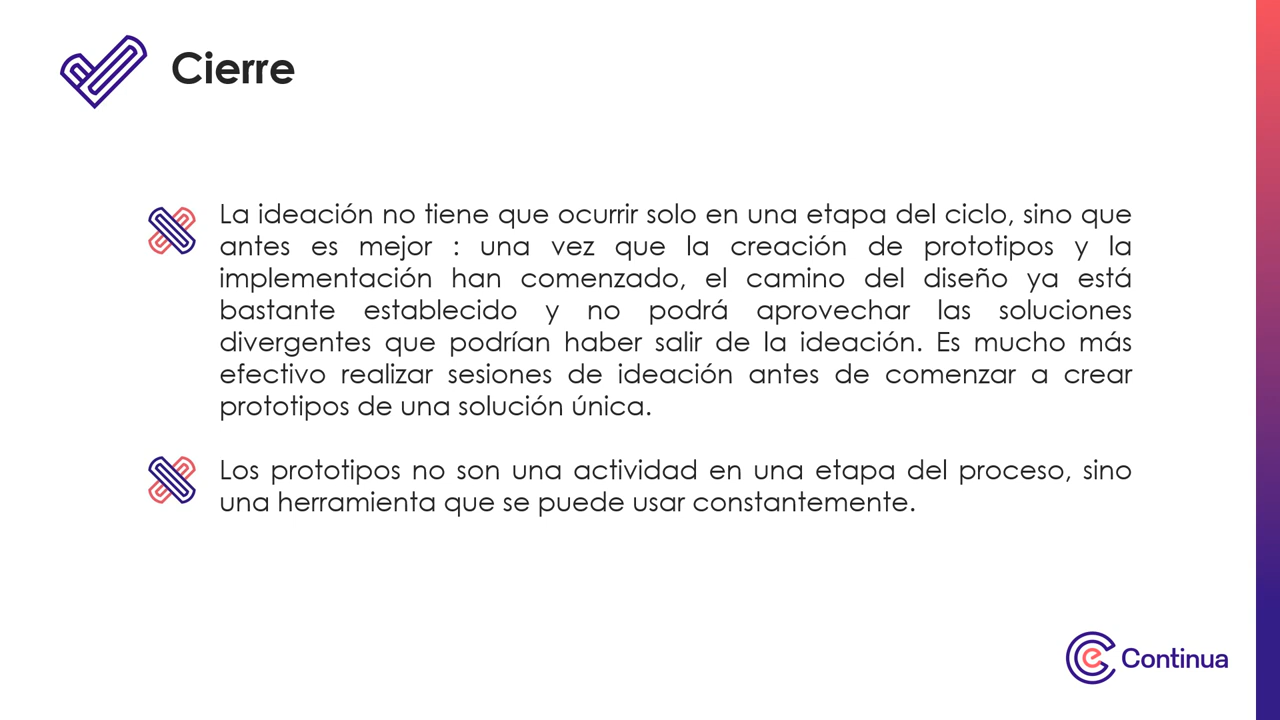 Cierre
La ideación no tiene que ocurrir solo en una etapa del ciclo, sino que
antes es mejor : una vez que la creación de prototipos y la
implementación han comenzado, el camino del diseño ya está
bastante establecido y no podrá aprovechar las soluciones
divergentes que podrían haber salir de la ideación. Es mucho más
efectivo realizar sesiones de ideación antes de comenzar a crear
prototipos de una solución única.
Los prototipos no son una actividad en una etapa del proceso, sino
una herramienta que se puede usar constantemente.
Continua